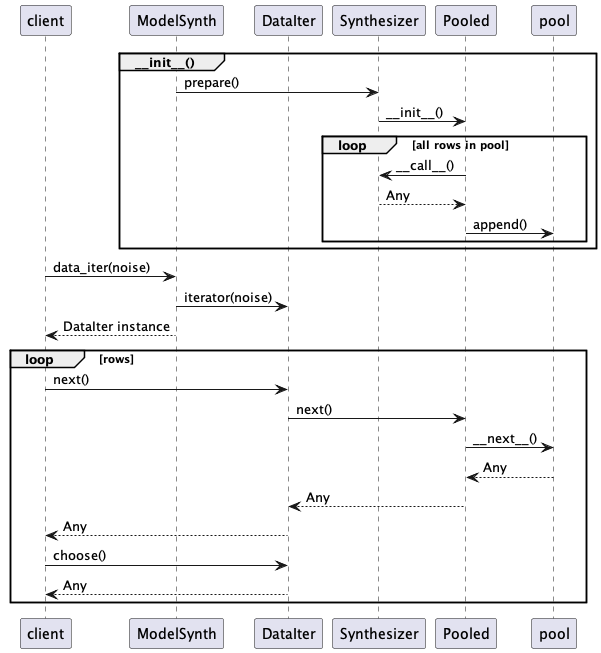 client ModelSynth DataIter Synthesizer Pooled pool
__init__()
prepare()
__init__()
loop [all rows in pool]
__call__()
Any
append()
data_iter(noise)
iterator(noise)
DataIter instance
loop [rows]
next()
next()
__next__()
Any
Any
Any
choose()
Any
client ModelSynth DataIter Synthesizer Pooled pool